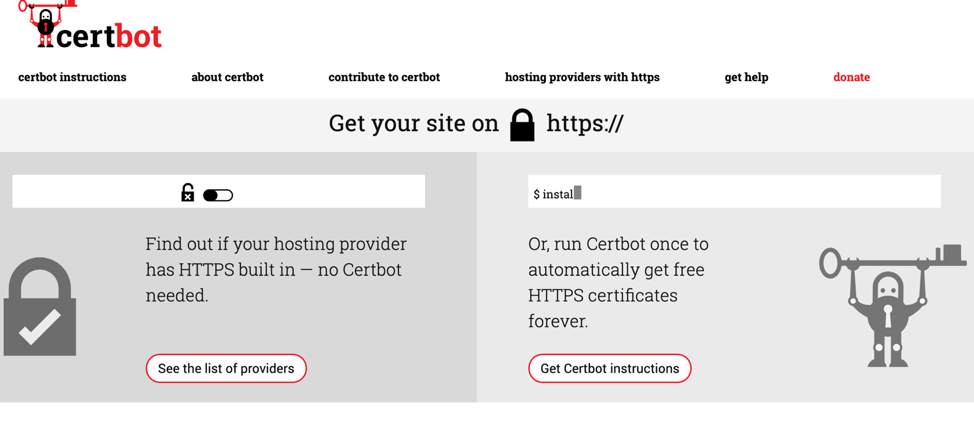 certbot
certbot instructions about certbot contribute to certbot hosting providers with https get help donate
Get your site on https://
$ instal
Find out if your hosting provider
has HTTPS built in — no Certbot
needed.
See the list of providers
Or, run Certbot once to
automatically get free
HTTPS certificates
forever.
Get Certbot instructions